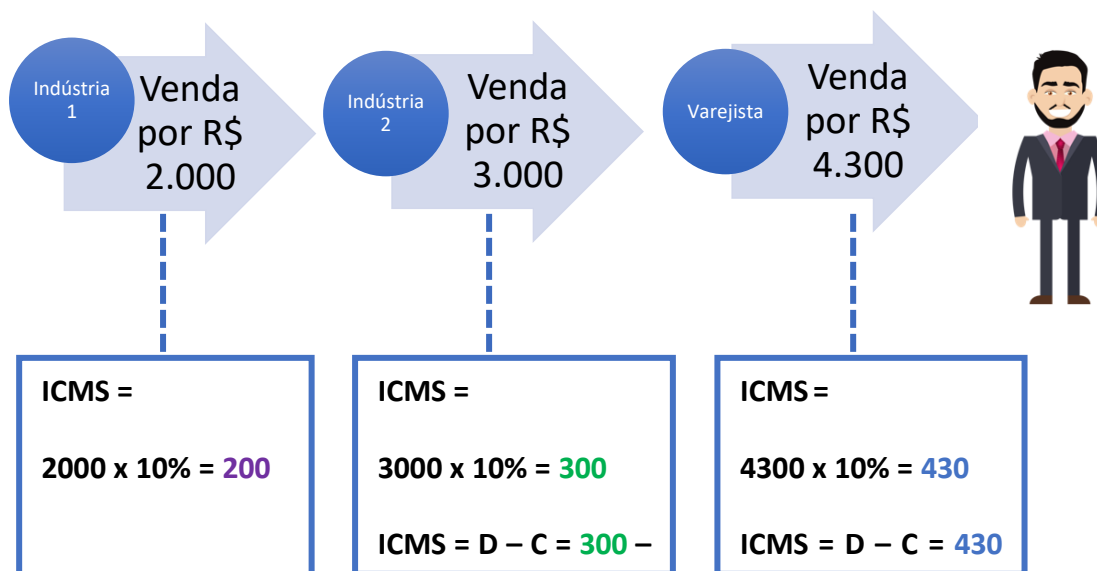 Indústria
1
Venda
por R$
2.000
Indústria
2
Venda
por R$
3.000
Varejista
Venda
por R$
4.300
ICMS =
2000 x 10% = 200
ICMS =
3000 x 10% = 300
ICMS = D – C = 300 –
ICMS =
4300 x 10% = 430
ICMS = D – C = 430